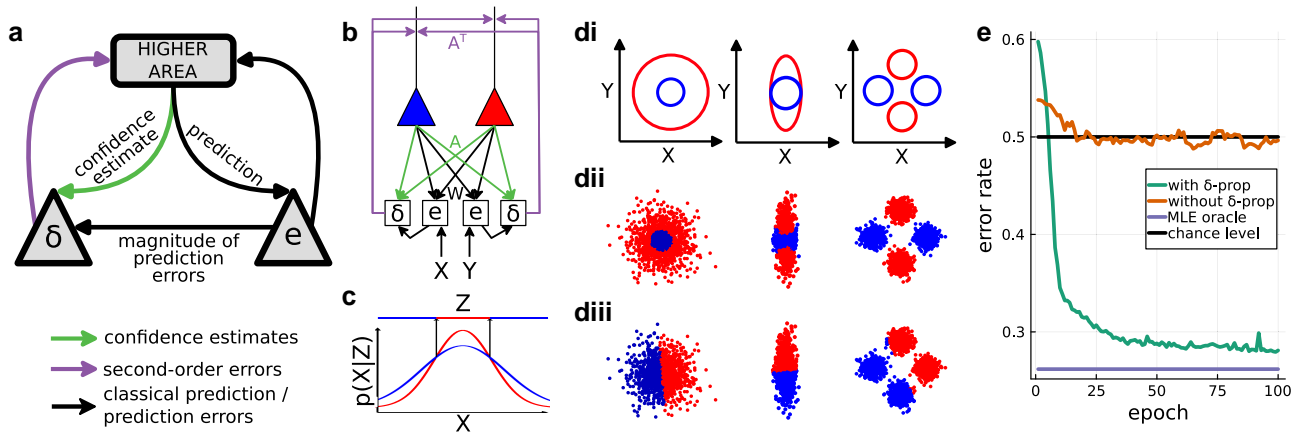 a
HIGHER
AREA
confidence
estimate
prediction
δ
e
magnitude of
prediction
errors
confidence estimates
second-order errors
classical prediction /
prediction errors
b
Aᵀ
A
W
δ e e δ
X Y
c
Z
p(X|Z)
X
di
Y Y Y
X X X
dii
diii
e
0.6
0.5
0.4
0.3
error rate
with δ-prop
without δ-prop
MLE oracle
chance level
0 25 50 75 100
epoch